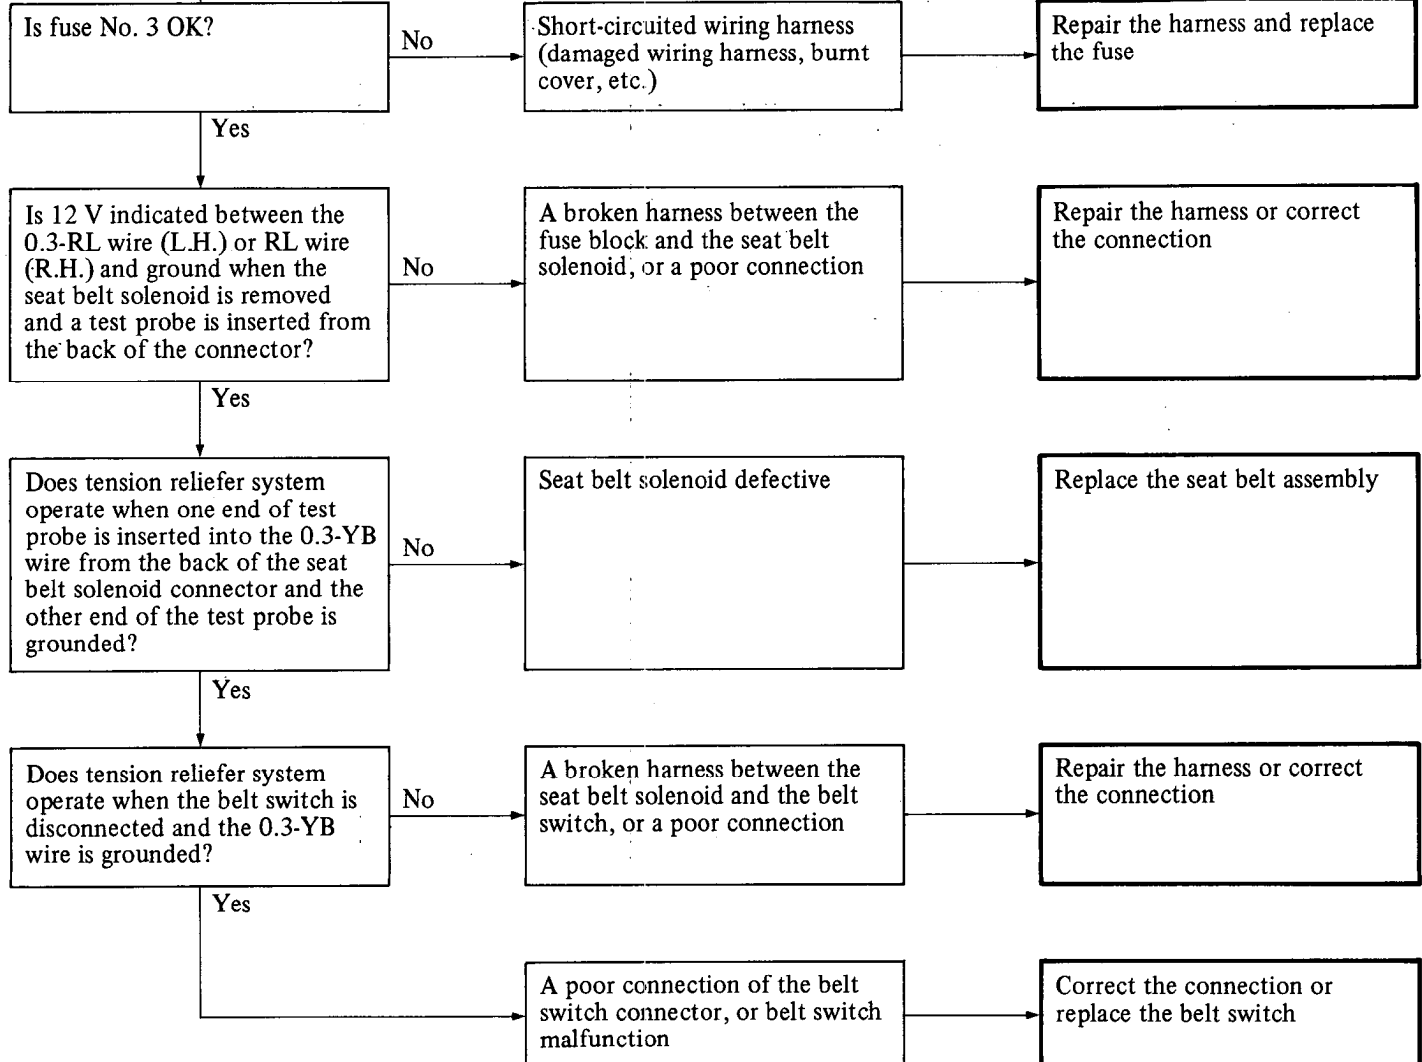 Is fuse No. 3 OK?
No
Short-circuited wiring harness
(damaged wiring harness, burnt
cover, etc.)
Repair the harness and replace
the fuse
Yes
Is 12 V indicated between the
0.3-RL wire (L.H.) or RL wire
(R.H.) and ground when the
seat belt solenoid is removed
and a test probe is inserted from
the back of the connector?
No
A broken harness between the
fuse block and the seat belt
solenoid, or a poor connection
Repair the harness or correct
the connection
Yes
Does tension reliefer system
operate when one end of test
probe is inserted into the 0.3-YB
wire from the back of the seat
belt solenoid connector and the
other end of the test probe is
grounded?
No
Seat belt solenoid defective
Replace the seat belt assembly
Yes
Does tension reliefer system
operate when the belt switch is
disconnected and the 0.3-YB
wire is grounded?
No
A broken harness between the
seat belt solenoid and the belt
switch, or a poor connection
Repair the harness or correct
the connection
Yes
A poor connection of the belt
switch connector, or belt switch
malfunction
Correct the connection or
replace the belt switch